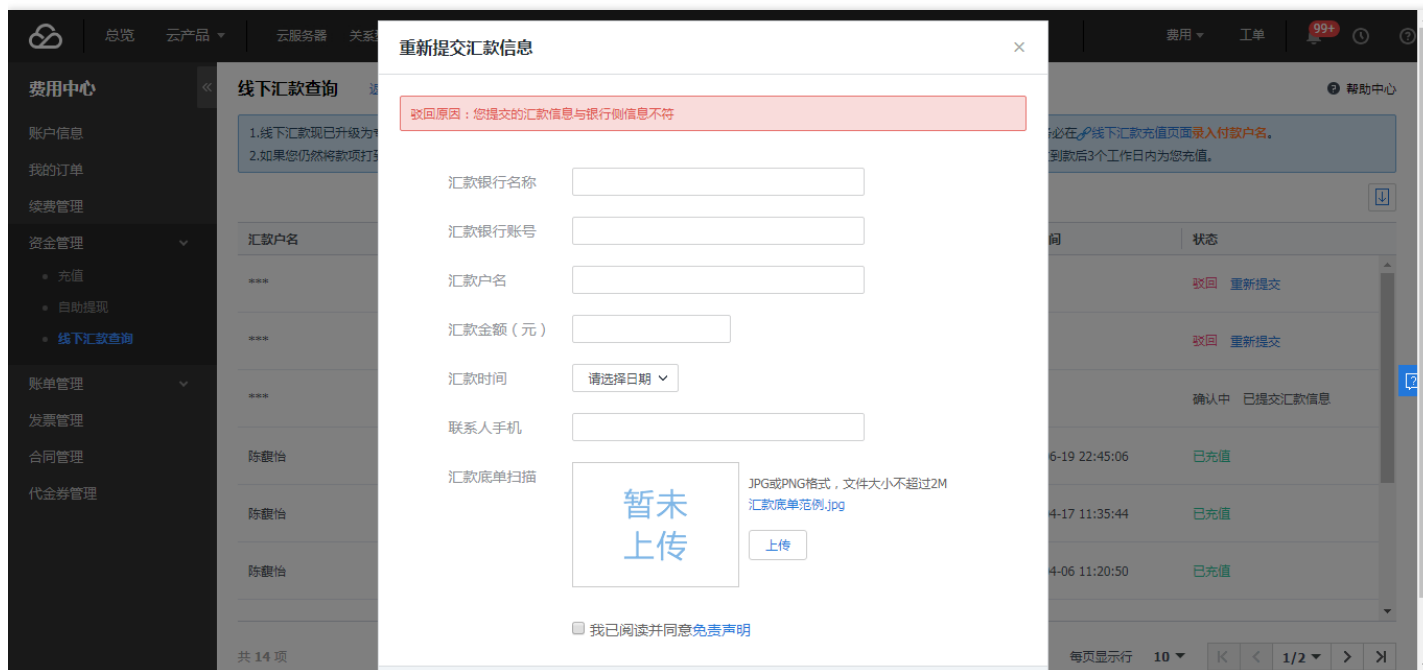 总览 云产品 云服务器 费用 工单 99+
费用中心
账户信息
我的订单
续费管理
资金管理
充值
自助提现
线下汇款查询
账单管理
发票管理
合同管理
代金券管理
线下汇款查询
帮助中心
1.线下汇款现已升级为
必在线下汇款充值页面录入付款户名。
2.如果您仍然将款项打
到款后3个工作日内为您充值。
汇款户名 间 状态
*** 驳回 重新提交
*** 驳回 重新提交
*** 确认中 已提交汇款信息
陈馥怡 6-19 22:45:06 已充值
陈馥怡 4-17 11:35:44 已充值
陈馥怡 4-06 11:20:50 已充值
共 14 项 每页显示行 10 1/2
重新提交汇款信息
驳回原因：您提交的汇款信息与银行侧信息不符
汇款银行名称
汇款银行账号
汇款户名
汇款金额（元）
汇款时间 请选择日期
联系人手机
汇款底单扫描
暂未
上传
JPG或PNG格式，文件大小不超过2M
汇款底单范例.jpg
上传
我已阅读并同意免责声明